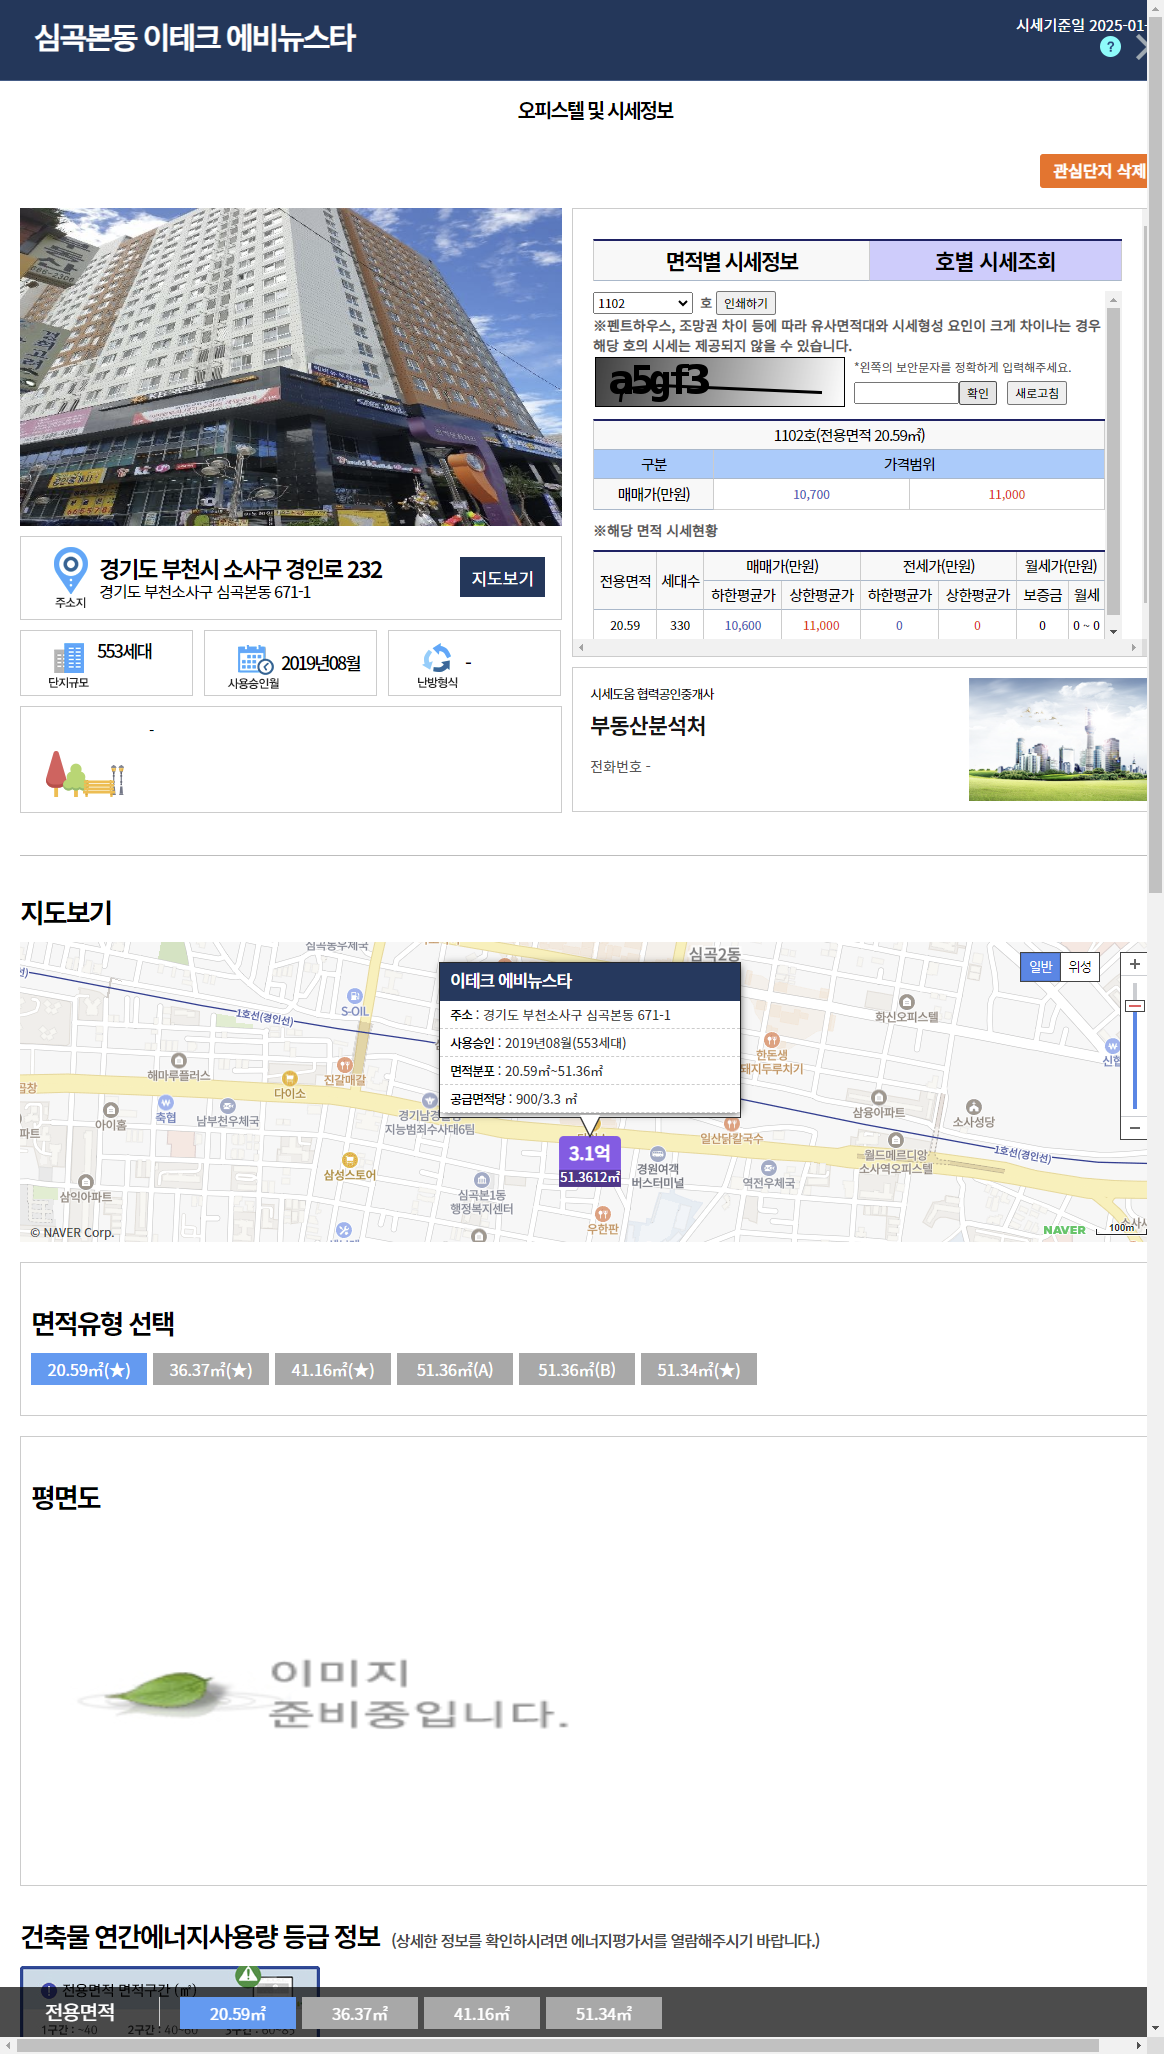 심곡본동 이테크 에비뉴스타
시세기준일 2025-01-
?
오피스텔 및 시세정보
관심단지 삭제
면적별 시세정보 호별 시세조회
1102 호 인쇄하기
※펜트하우스, 조망권 차이 등에 따라 유사면적대와 시세형성 요인이 크게 차이나는 경우
해당 호의 시세는 제공되지 않을 수 있습니다.
a5gf3
*왼쪽의 보안문자를 정확하게 입력해주세요.
확인 새로고침
1102호(전용면적 20.59㎡)
구분 가격범위
매매가(만원) 10,700 11,000
※해당 면적 시세현황
전용면적 세대수 매매가(만원) 전세가(만원) 월세가(만원)
하한평균가 상한평균가 하한평균가 상한평균가 보증금 월세
20.59 330 10,600 11,000 0 0 0 0 ~ 0
경기도 부천시 소사구 경인로 232
경기도 부천소사구 심곡본동 671-1
주소지
지도보기
553세대
단지규모
2019년08월
사용승인월
-
난방형식
-
시세도움 협력공인중개사
부동산분석처
전화번호 -
지도보기
심곡동우체국
심곡2동
일반 위성
S-OIL
1호선(경인선)
해마루플러스
진갈매갈
다이소
곱창
아이홈
축협
남부천우체국
파트
삼익아파트
삼성스토어
경기남
지능범죄수사대6팀
심곡본1동
행정복지센터
이테크 에비뉴스타
주소 : 경기도 부천소사구 심곡본동 671-1
사용승인 : 2019년08월(553세대)
면적분포 : 20.59㎡~51.36㎡
공급면적당 : 900/3.3 ㎡
3.1억
51.3612㎡
화신오피스텔
한돈생
돼지두루치기
신협
삼융아파트
소사성당
일산닭칼국수
경원여객
버스터미널
월드메르디앙
소사역오피스텔
1호선(경인선)
역전우체국
우한판
© NAVER Corp.
NAVER
100m
면적유형 선택
20.59㎡(★) 36.37㎡(★) 41.16㎡(★) 51.36㎡(A) 51.36㎡(B) 51.34㎡(★)
평면도
이미지
준비중입니다.
건축물 연간에너지사용량 등급 정보 (상세한 정보를 확인하시려면 에너지평가서를 열람해주시기 바랍니다.)
전용면적 면적구간 (㎡)
1구간 : ~40 2구간 : 40~60 3구간 : 60~85
전용면적 20.59㎡ 36.37㎡ 41.16㎡ 51.34㎡